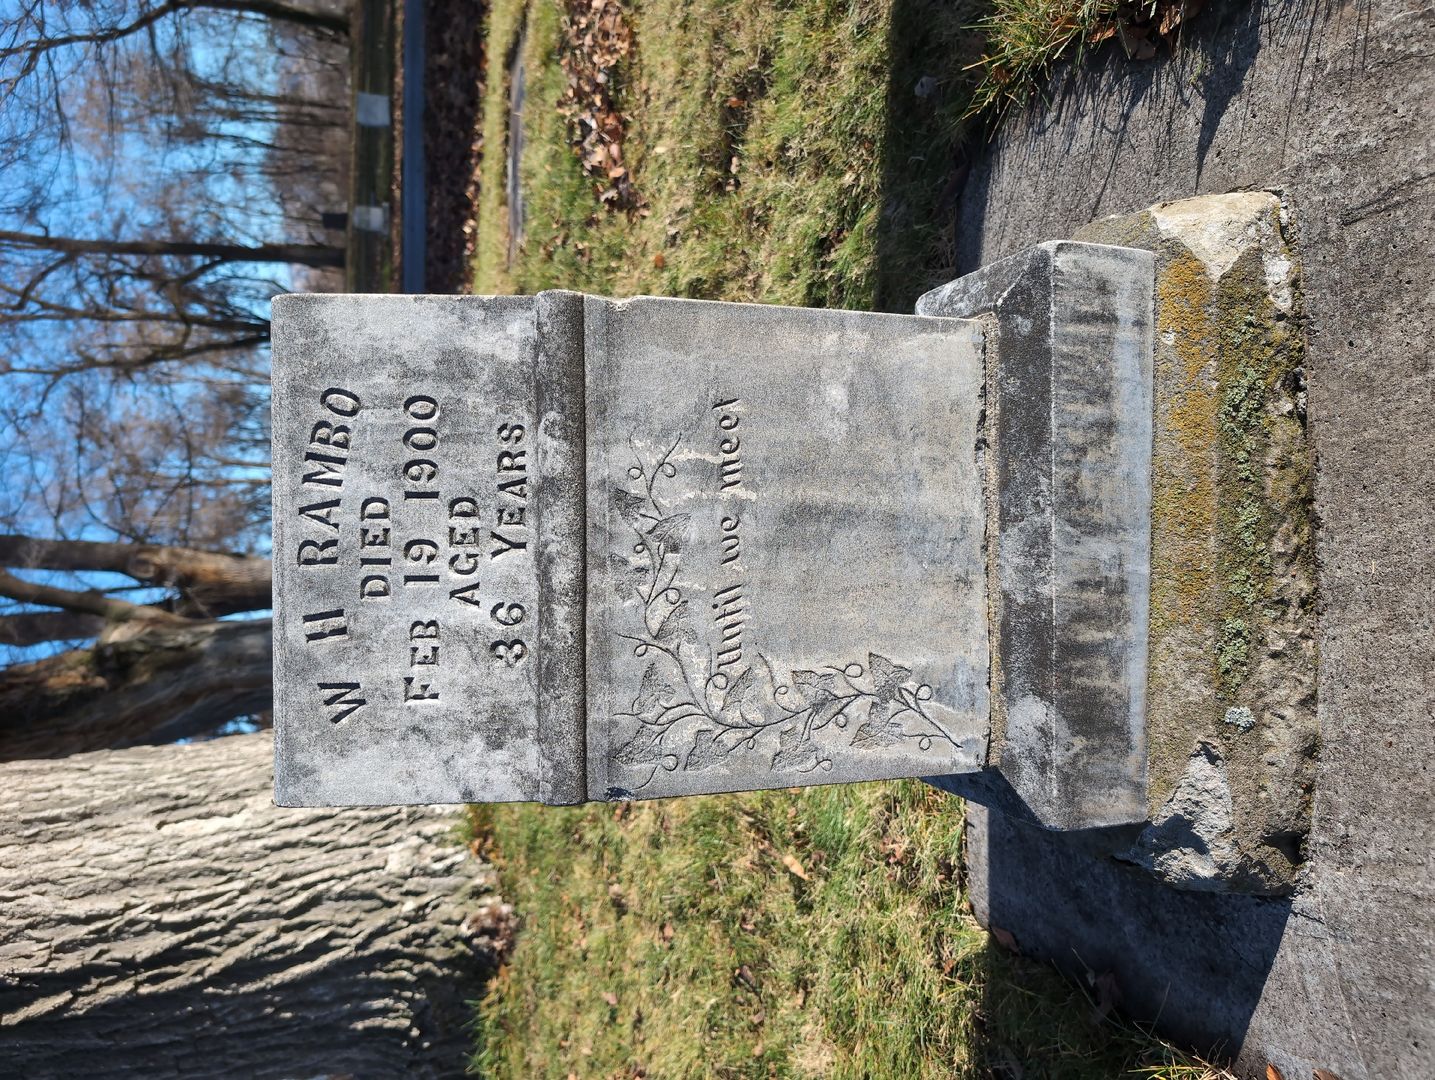 W H RAMBO
DIED
FEB 19 1900
AGED
36 YEARS
Until we meet